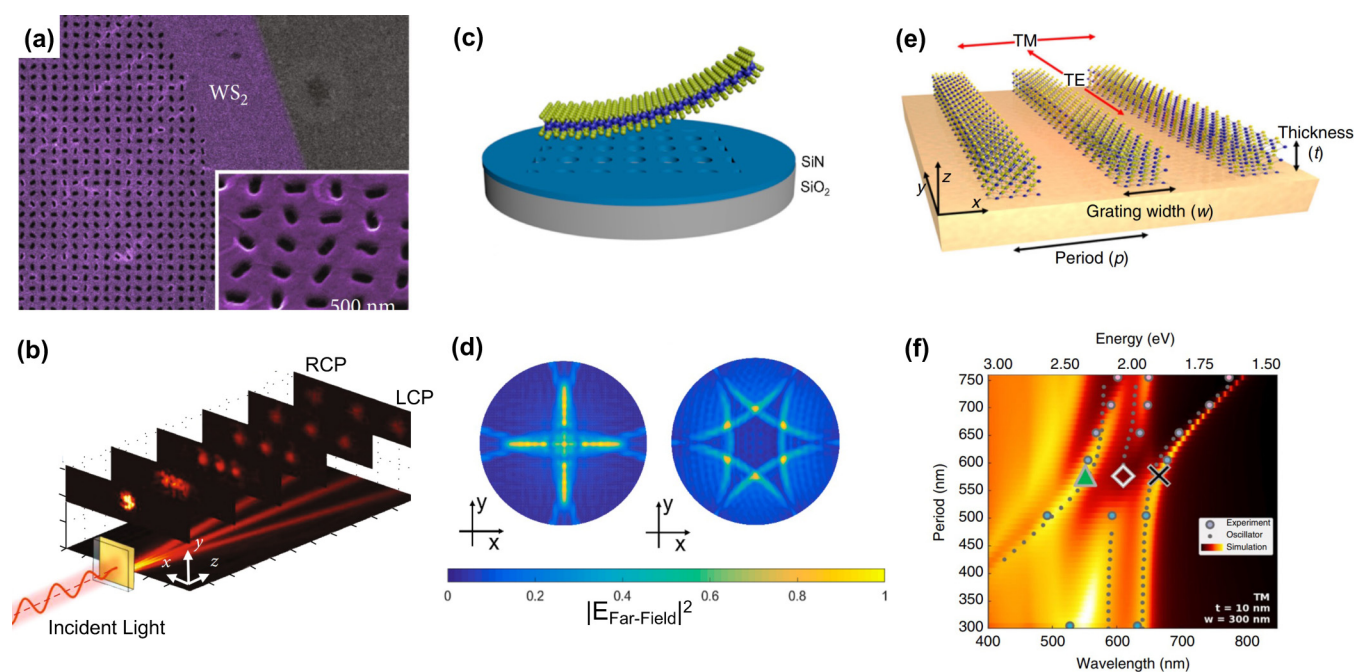 (a)
WS2
500 nm
(b)
RCP
LCP
x
y
z
Incident Light
(c)
SiN
SiO2
(d)
y
x
y
x
0
0.2
0.4
0.6
0.8
1
|E_Far-Field|^2
(e)
TM
TE
Thickness
(t)
z
y
x
Grating width (w)
Period (p)
(f)
Energy (eV)
3.00
2.50
2.00
1.75
1.50
Period (nm)
750
700
650
600
550
500
450
400
350
300
Experiment
Oscillator
Simulation
TM
t = 10 nm
w = 300 nm
400
500
600
700
800
Wavelength (nm)